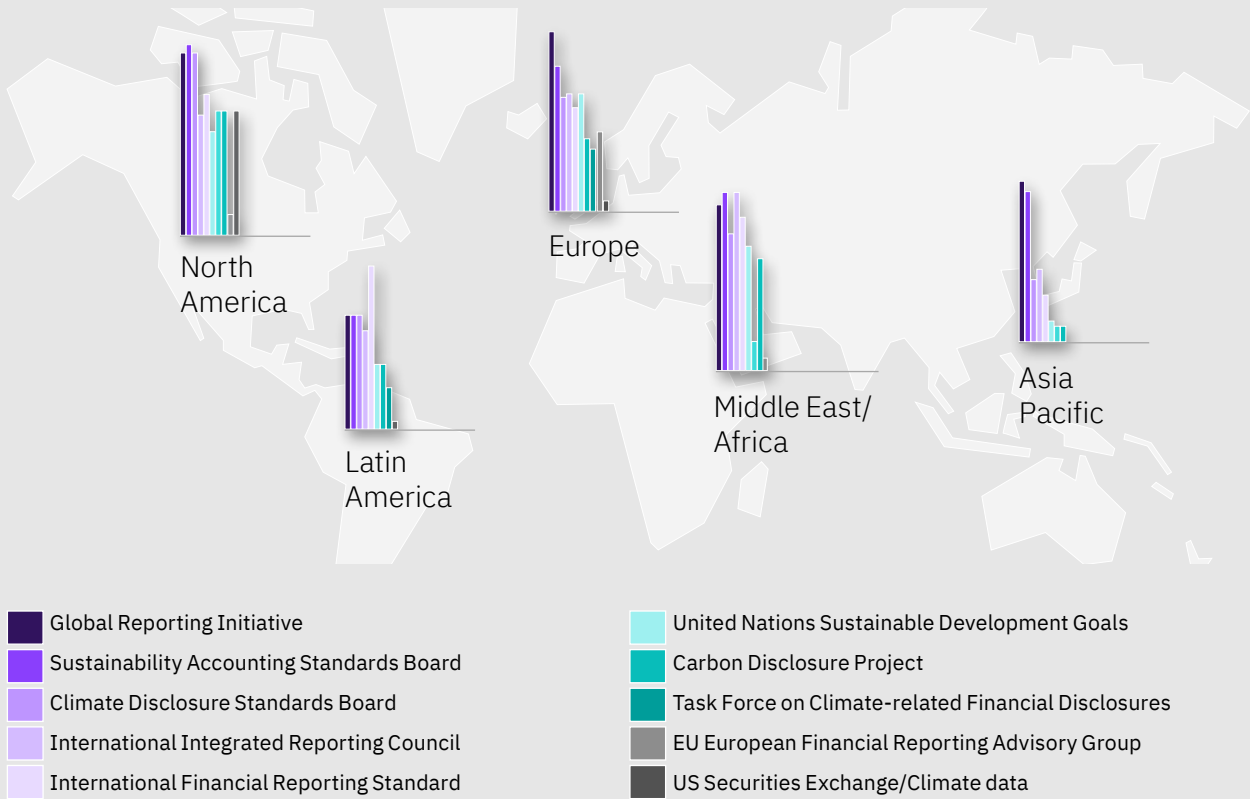 North
America
Europe
Latin
America
Middle East/
Africa
Asia
Pacific
Global Reporting Initiative
Sustainability Accounting Standards Board
Climate Disclosure Standards Board
International Integrated Reporting Council
International Financial Reporting Standard
United Nations Sustainable Development Goals
Carbon Disclosure Project
Task Force on Climate-related Financial Disclosures
EU European Financial Reporting Advisory Group
US Securities Exchange/Climate data